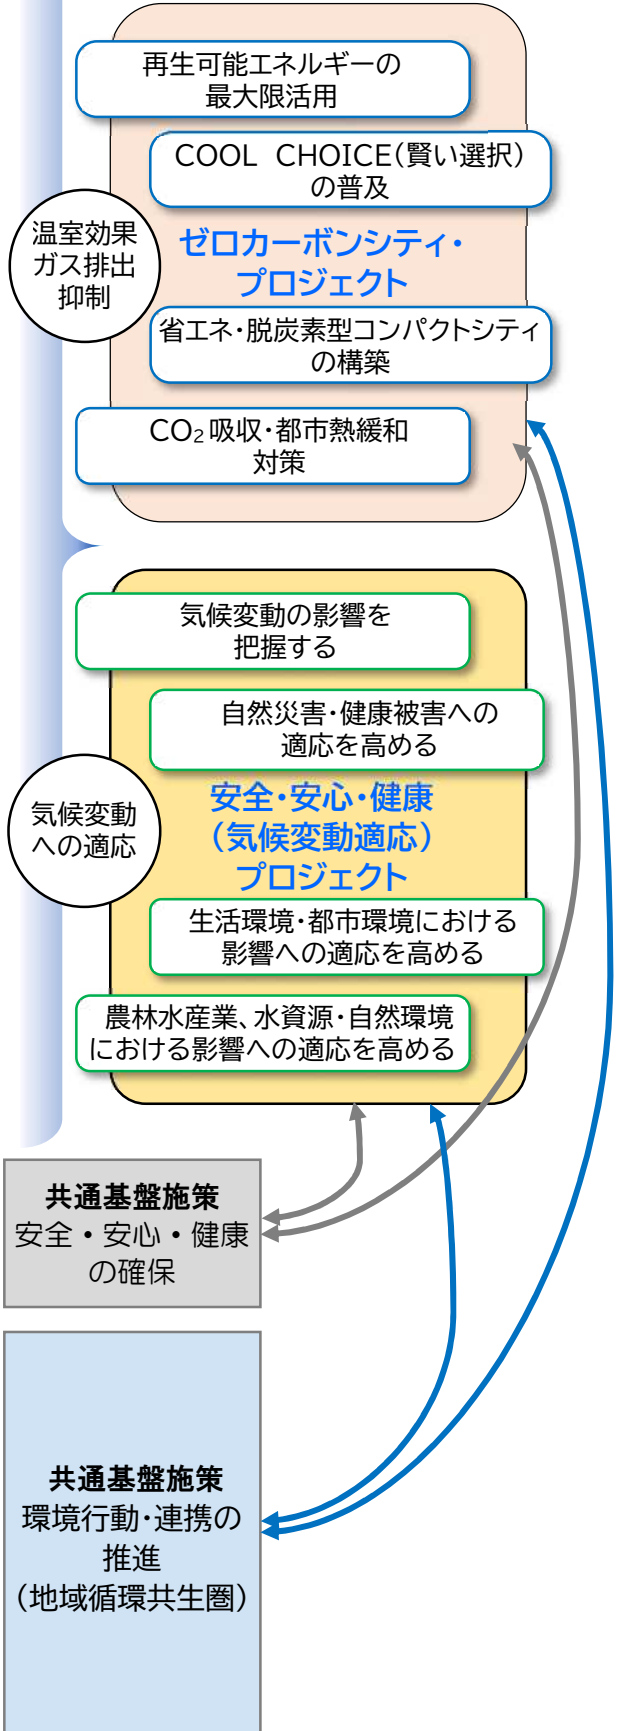 再生可能エネルギーの
最大限活用
COOL CHOICE(賢い選択)
の普及
温室効果
ガス排出
抑制
ゼロカーボンシティ・
プロジェクト
省エネ・脱炭素型コンパクトシティ
の構築
CO₂吸収・都市熱緩和
対策
気候変動の影響を
把握する
自然災害・健康被害への
適応を高める
気候変動
への適応
安全・安心・健康
(気候変動適応)
プロジェクト
生活環境・都市環境における
影響への適応を高める
農林水産業、水資源・自然環境
における影響への適応を高める
共通基盤施策
安全・安心・健康
の確保
共通基盤施策
環境行動・連携の
推進
(地域循環共生圏)